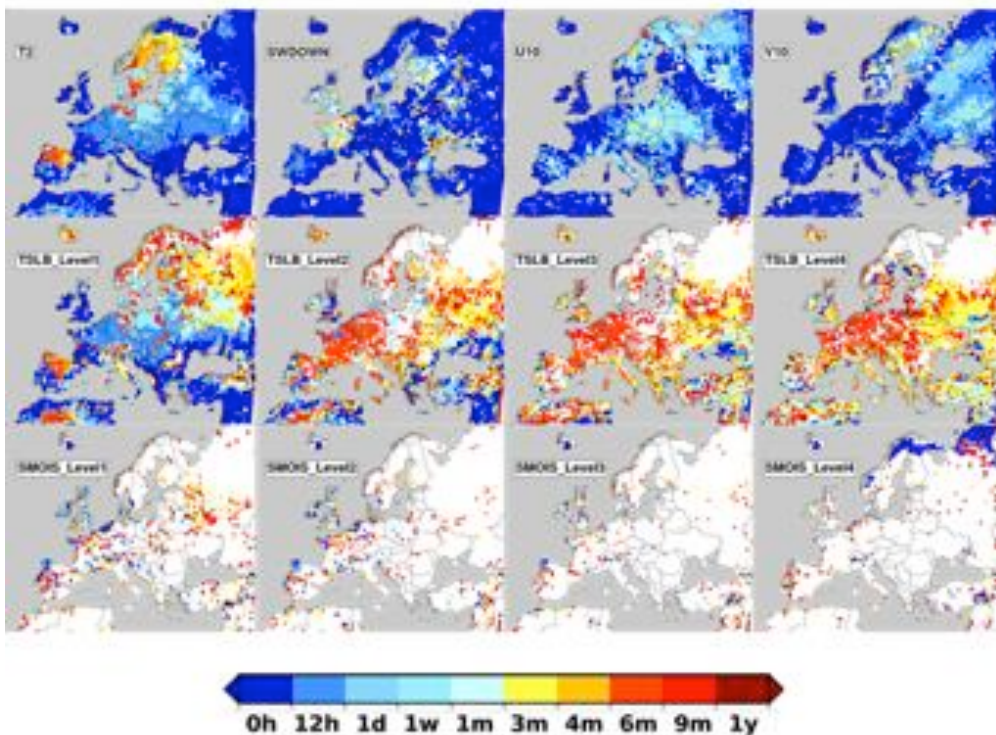 T2 SWDOWN U10 V10
TSLB_Level1 TSLB_Level2 TSLB_Level3 TSLB_Level4
SMOIS_Level1 SMOIS_Level2 SMOIS_Level3 SMOIS_Level4
0h 12h 1d 1w 1m 3m 4m 6m 9m 1y